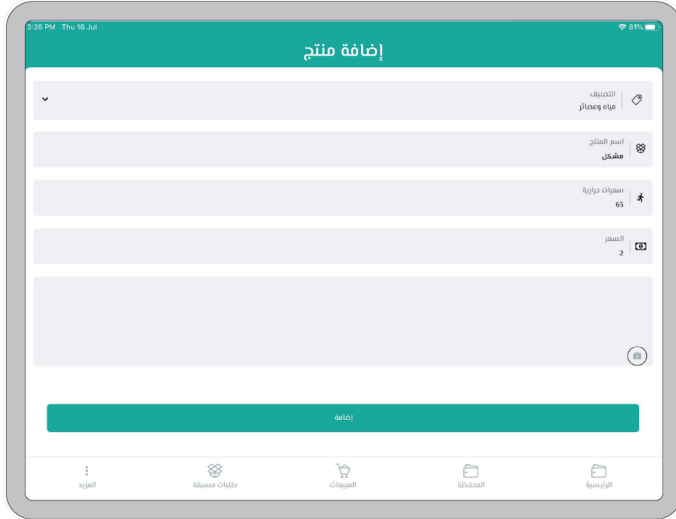 3:26 PM Thu 16 Jul
81%
إضافة منتج
التصنيف
مياه وعصائر
اسم المنتج
مشكل
سعرات حرارية
63
السعر
2
إضافة
الرئيسية
المحفظة
المبيعات
طلبات مسبقة
المزيد